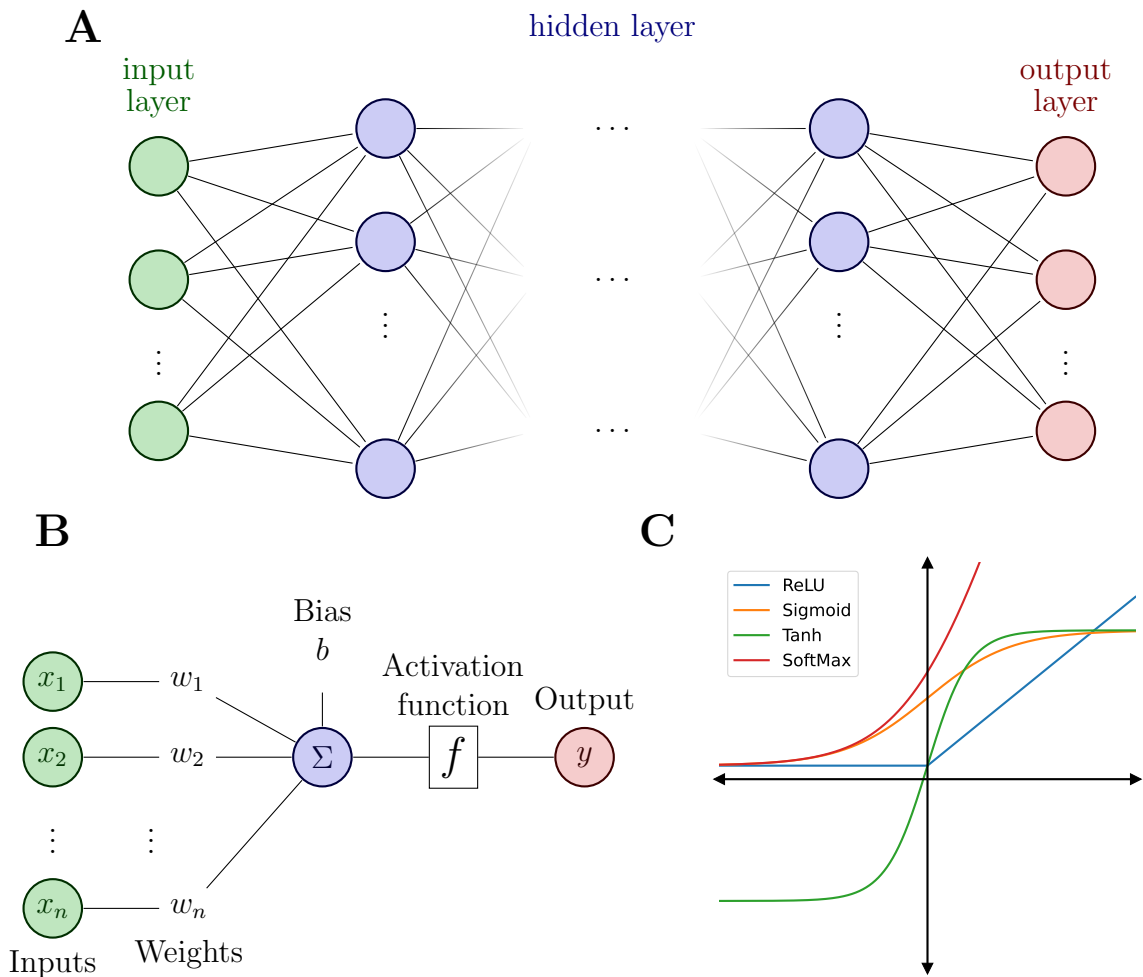 A
hidden layer
input
layer
output
layer
...
...
...
⋮
⋮
⋮
⋮
B
Bias
b
Activation
function
Output
x₁
w₁
x₂
w₂
Σ
f
y
⋮
⋮
xₙ
wₙ
Inputs
Weights
C
ReLU
Sigmoid
Tanh
SoftMax